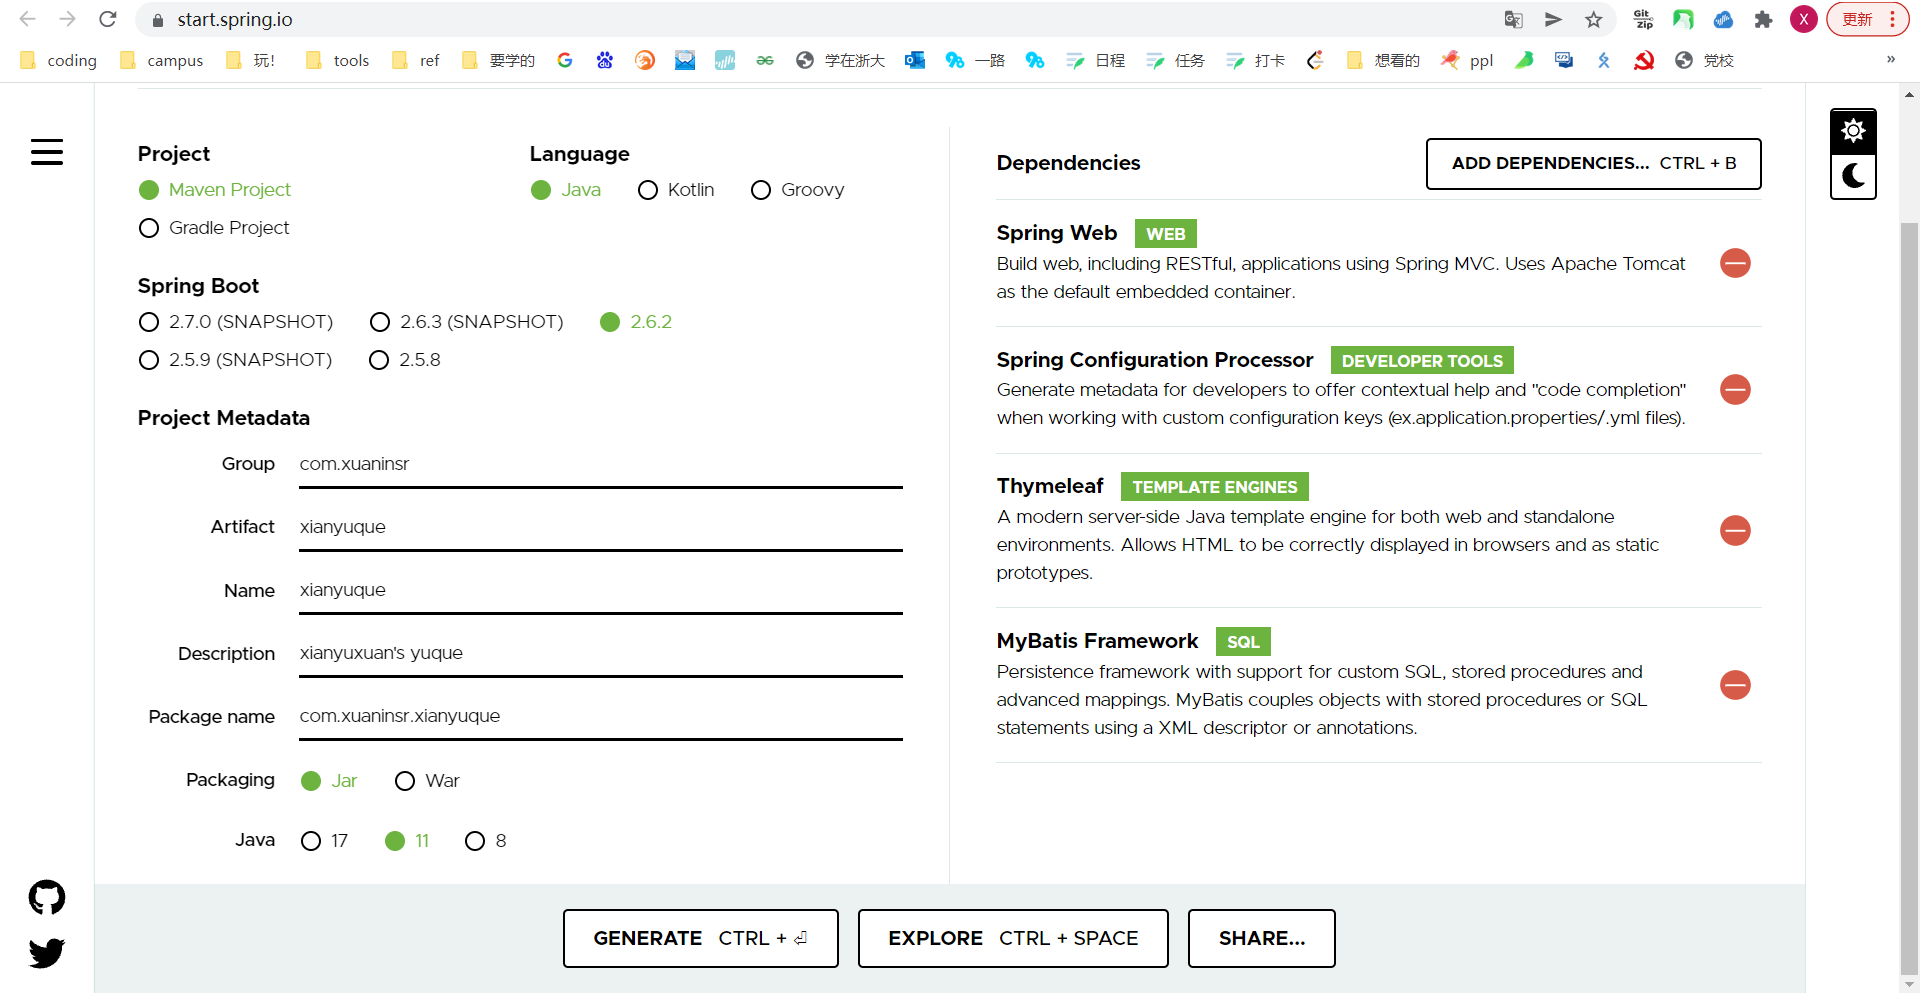 start.spring.io
Git
Zip
X
更新
coding
campus
玩!
tools
ref
要学的
学在浙大
一路
日程
任务
打卡
想看的
ppl
党校
»
Project
Maven Project
Gradle Project
Language
Java Kotlin Groovy
Spring Boot
2.7.0 (SNAPSHOT) 2.6.3 (SNAPSHOT) 2.6.2
2.5.9 (SNAPSHOT) 2.5.8
Project Metadata
Group com.xuaninsr
Artifact xianyuque
Name xianyuque
Description xianyuxuan's yuque
Package name com.xuaninsr.xianyuque
Packaging Jar War
Java 17 11 8
Dependencies
ADD DEPENDENCIES... CTRL + B
Spring Web WEB
Build web, including RESTful, applications using Spring MVC. Uses Apache Tomcat
as the default embedded container.
Spring Configuration Processor DEVELOPER TOOLS
Generate metadata for developers to offer contextual help and "code completion"
when working with custom configuration keys (ex.application.properties/.yml files).
Thymeleaf TEMPLATE ENGINES
A modern server-side Java template engine for both web and standalone
environments. Allows HTML to be correctly displayed in browsers and as static
prototypes.
MyBatis Framework SQL
Persistence framework with support for custom SQL, stored procedures and
advanced mappings. MyBatis couples objects with stored procedures or SQL
statements using a XML descriptor or annotations.
GENERATE CTRL + ⏎
EXPLORE CTRL + SPACE
SHARE...